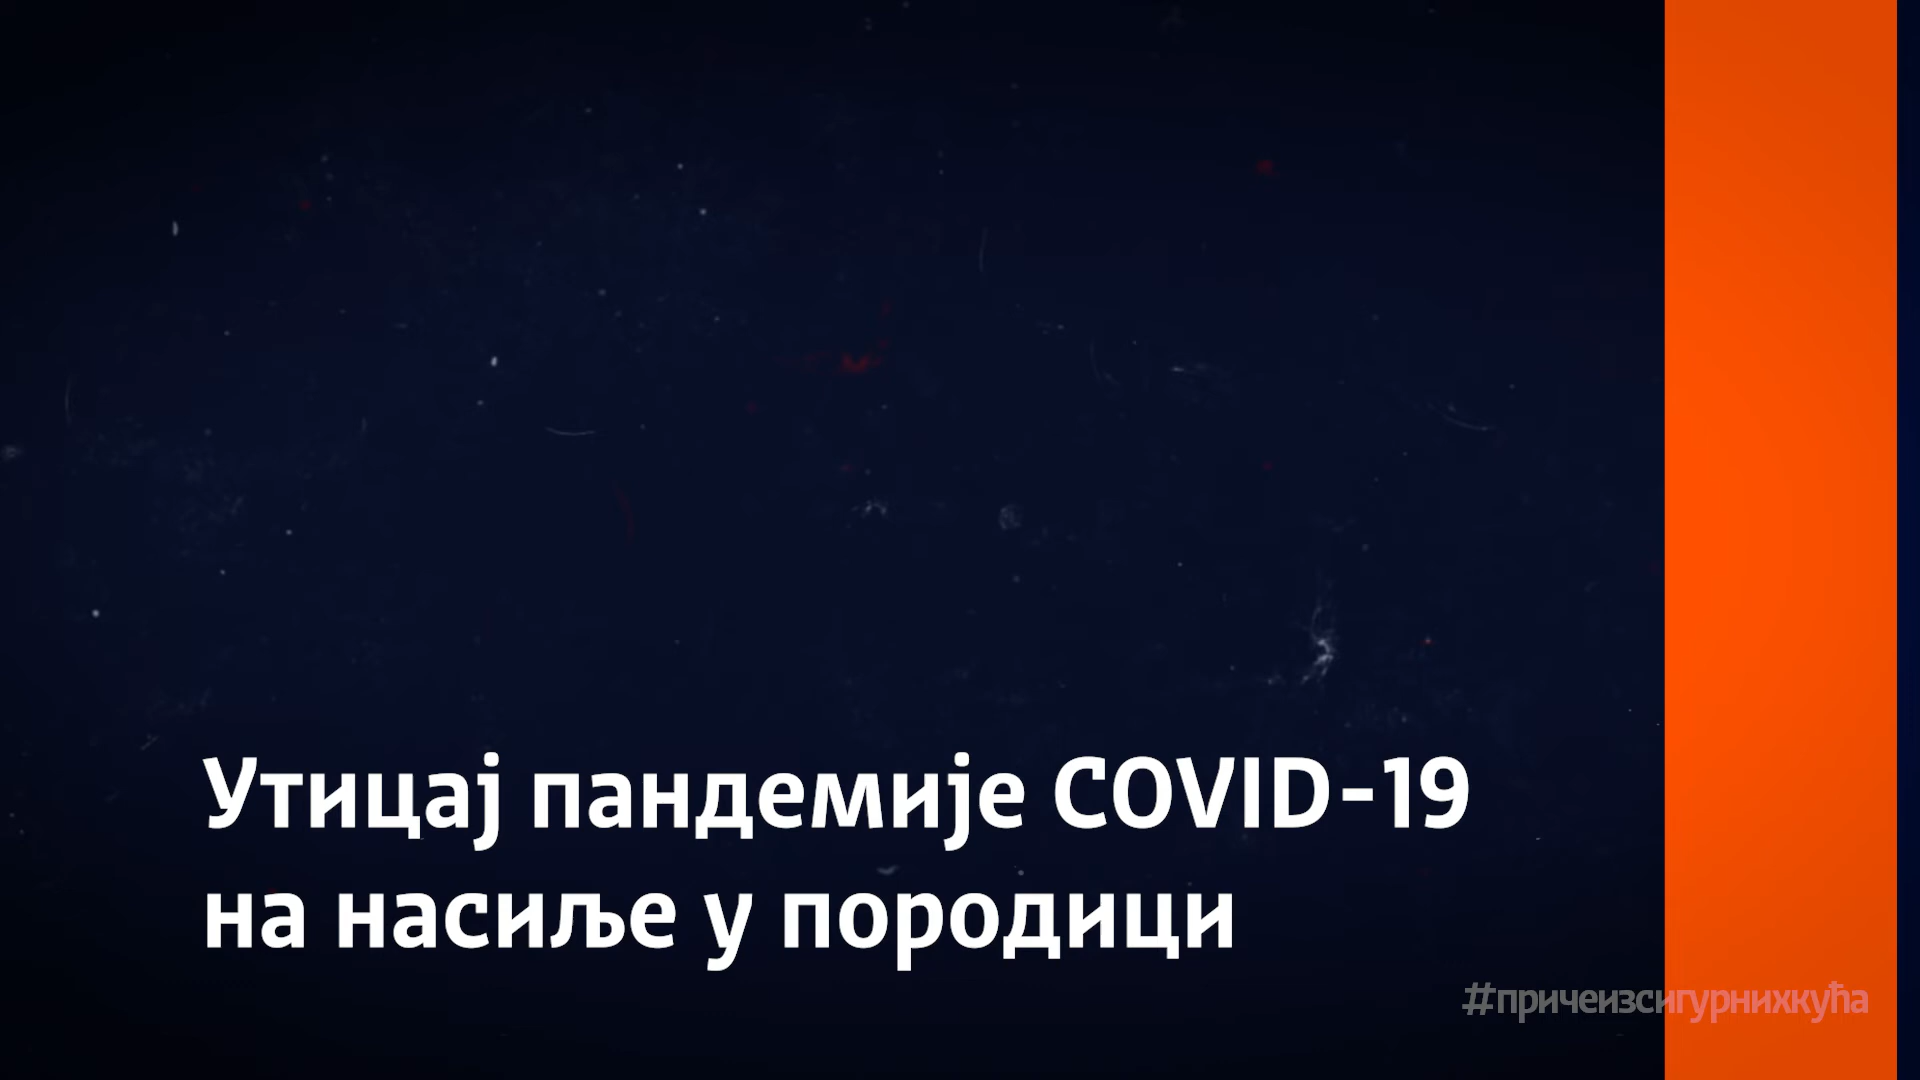 Утицај пандемије COVID-19
на насиље у породици
#причеизсигурнихкућа